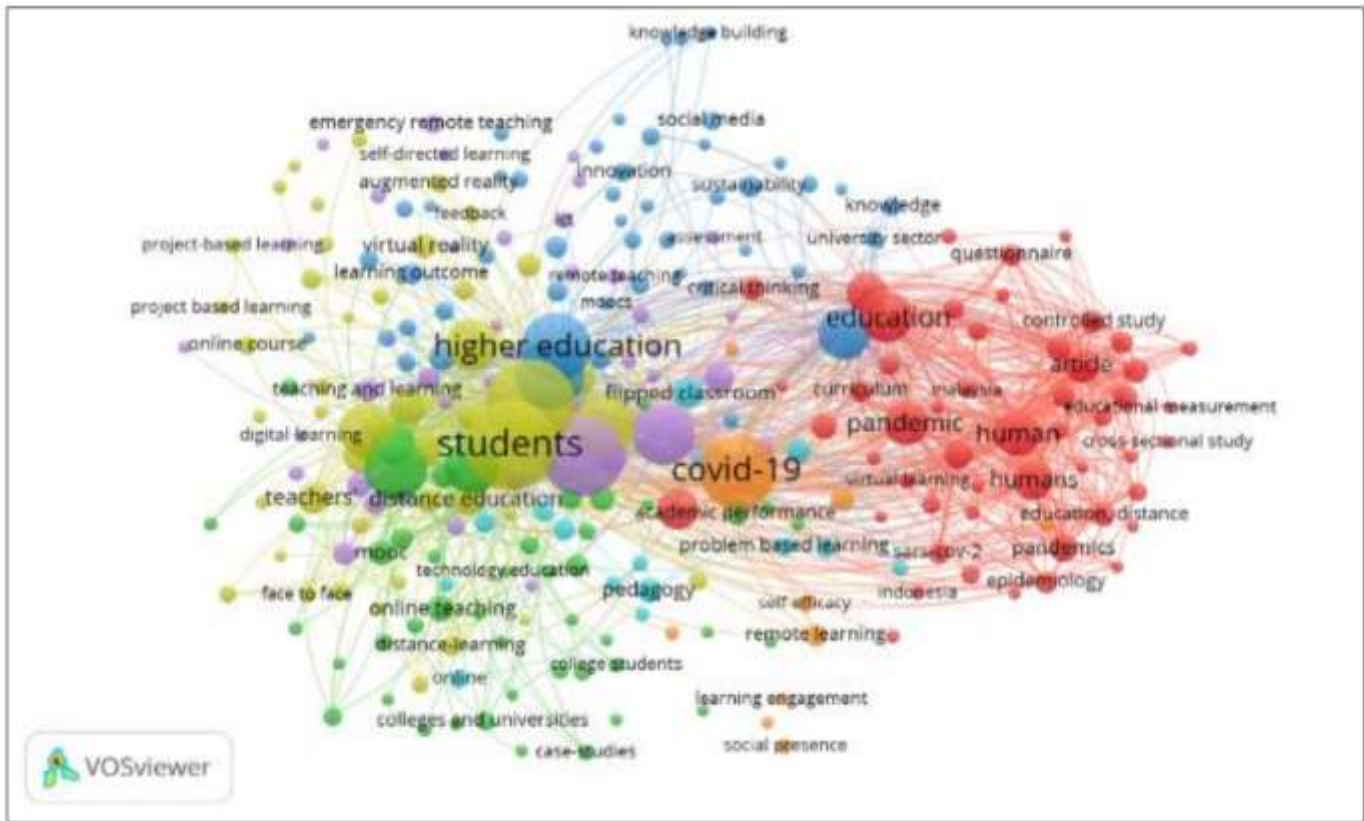 knowledge building
emergency remote teaching
social media
self-directed learning
augmented reality
innovation
sustainability
feedback
ict
knowledge
project-based learning
virtual reality
assessment
university sector
questionnaire
learning outcome
remote teaching
critical thinking
project based learning
moocs
education
controlled study
online course
higher education
article
teaching and learning
flipped classroom
curriculum
malaysia
educational measurement
digital learning
students
pandemic
human
cross-sectional study
covid-19
virtual learning
humans
teachers'
distance education
academic performance
education, distance
mooc
problem based learning
sars-cov-2
pandemics
technology education
epidemiology
face to face
pedagogy
indonesia
online teaching
self efficacy
distance-learning
remote learning
college students
online
learning engagement
colleges and universities
case-studies
social presence
VOSviewer